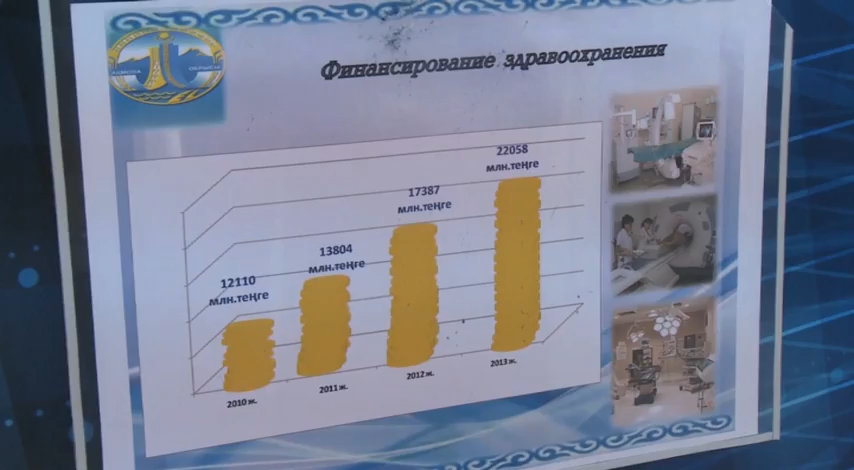 Финансирование здравоохранения
22058
млн.теңге
17387
млн.теңге
13804
млн.теңге
12110
млн.теңге
2010 ж.
2011 ж.
2012 ж.
2013 ж.